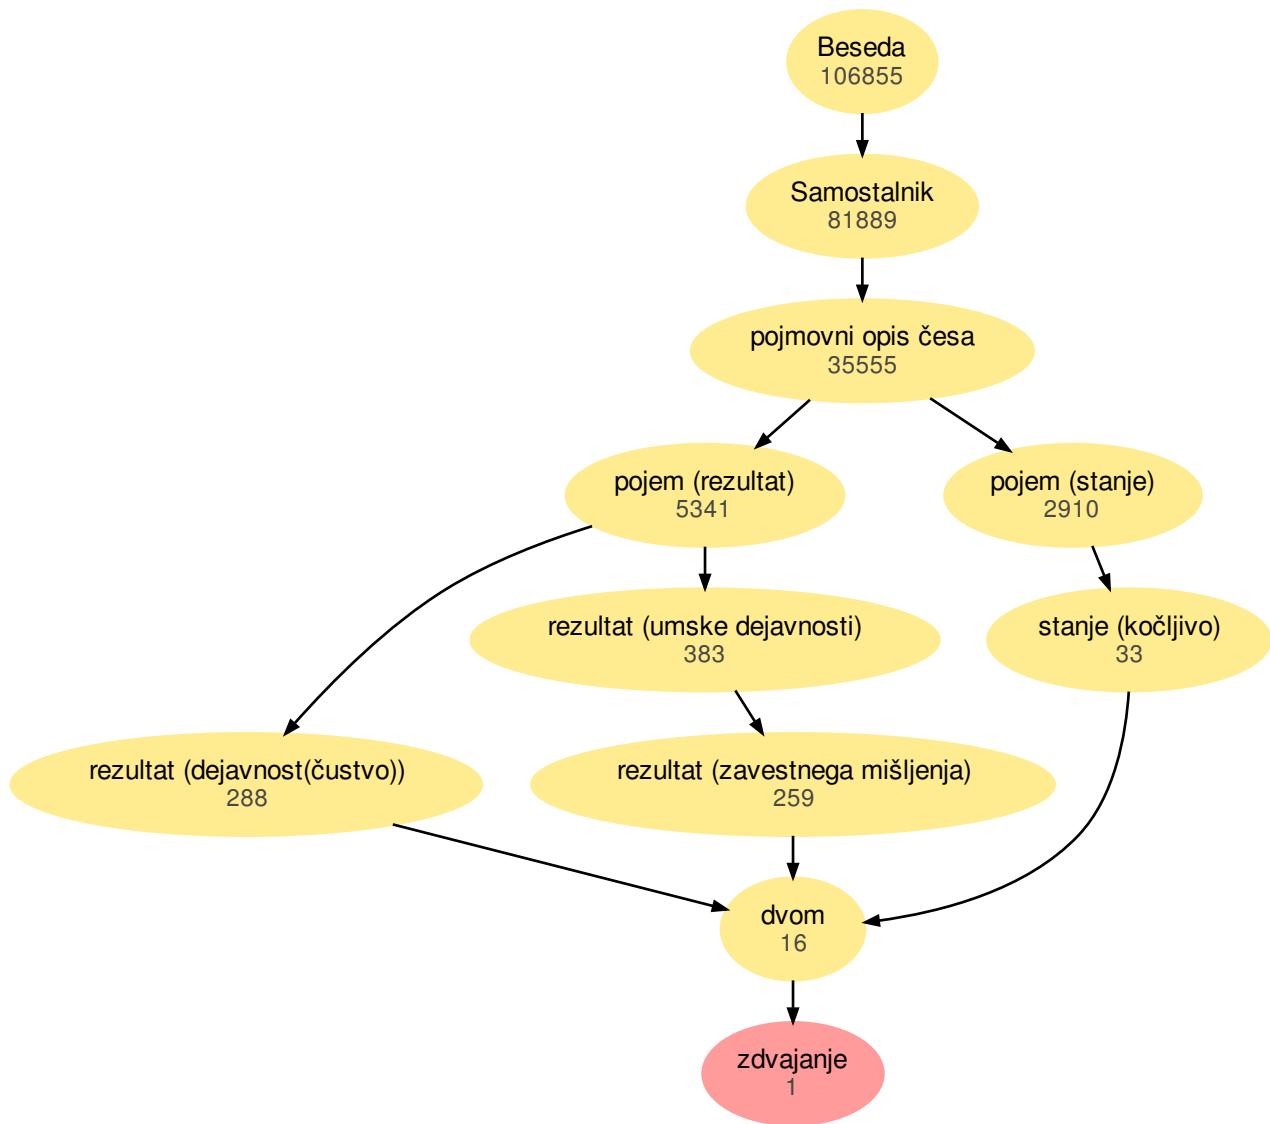 Beseda
106855
Samostalnik
81889
pojmovni opis česa
35555
pojem (rezultat)
5341
pojem (stanje)
2910
rezultat (umske dejavnosti)
383
stanje (kočljivo)
33
rezultat (dejavnost(čustvo))
288
rezultat (zavestnega mišljenja)
259
dvom
16
zdvajanje
1